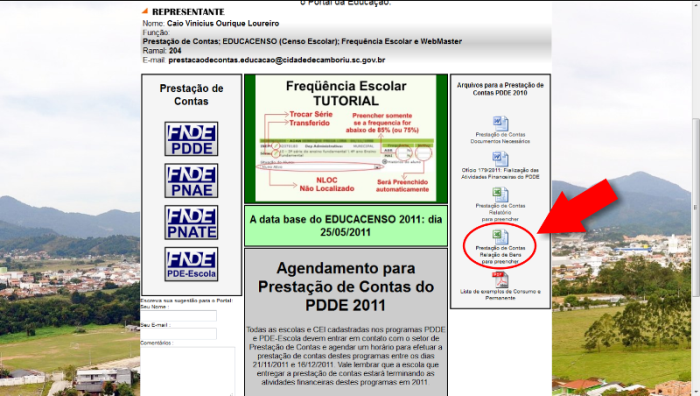 o Portal da Educação.
REPRESENTANTE
Nome: Caio Vinicius Ourique Loureiro
Função:
Prestação de Contas; EDUCACENSO (Censo Escolar); Frequência Escolar e WebMaster
Ramal: 204
E-mail: prestacaodecontas.educacao@cidadedecamboriu.sc.gov.br
Prestação de
Contas
FNDE
PDDE
FNDE
PNAE
FNDE
PNATE
FNDE
PDE-Escola
Escreva sua sugestão para o Portal:
Seu Nome :
Seu E-mail :
Comentários :
Freqüência Escolar
TUTORIAL
Trocar Série
Transferido
Preencher somente
se a frequencia for
abaixo de 85% (ou 75%)
NLOC
Não Localizado
Será Preenchido
automaticamente
A data base do EDUCACENSO 2011: dia
25/05/2011
Agendamento para
Prestação de Contas do
PDDE 2011
Todas as escolas e CEI cadastradas nos programas PDDE
e PDE-Escola devem entrar em contato com o setor de
Prestação de Contas e agendar um horário para efetuar a
prestação de contas destes programas entre os dias
21/11/2011 e 16/12/2011. Vale lembrar que a escola que
entregar a prestação de contas estará terminando as
atividades financeiras destes programas em 2011.
Arquivos para a Prestação de
Contas PDDE 2010
Prestação de Contas
Documentos Necessários
Oficio 179/2011: Fialização das
Atividades Financeiras do PDDE
Prestação de Contas
Relatório
para preencher
Prestação de Contas
Relação de Bens
para preencher
Lista de exemplos de Consumo e
Permanente